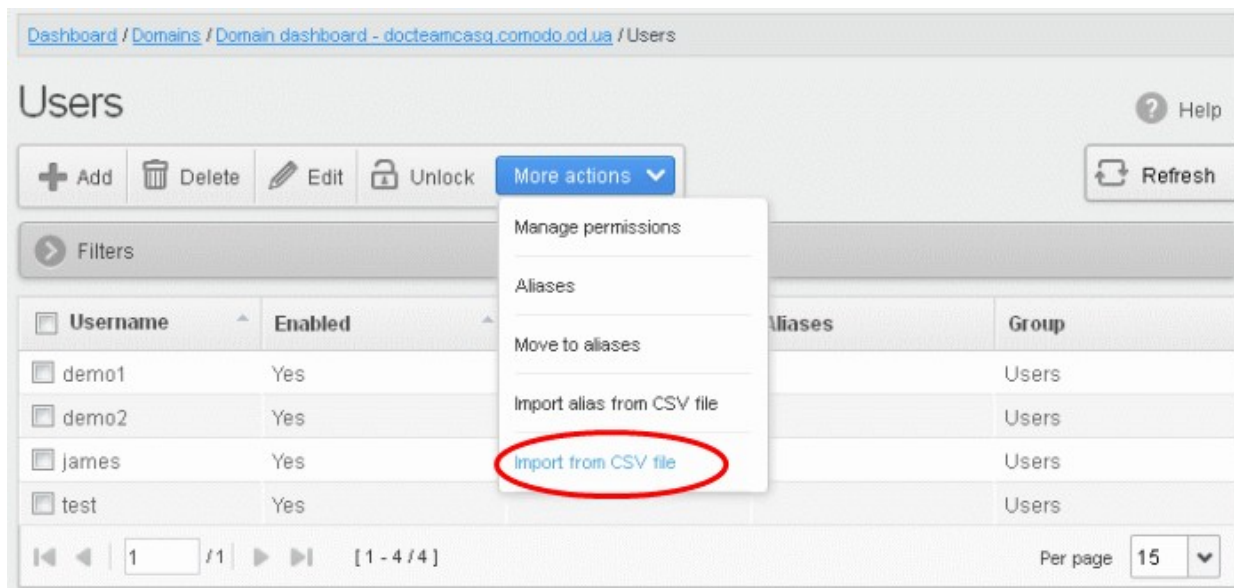 Dashboard / Domains / Domain dashboard - docteamcasg.comodo.od.ua / Users
Users
Help
Add Delete Edit Unlock More actions Refresh
Manage permissions
Filters
Aliases
Username Enabled Aliases Group
Move to aliases
demo1 Yes Users
Import alias from CSV file
demo2 Yes Users
james Yes Import from CSV file Users
test Yes Users
1 /1 [1 - 4 / 4] Per page 15